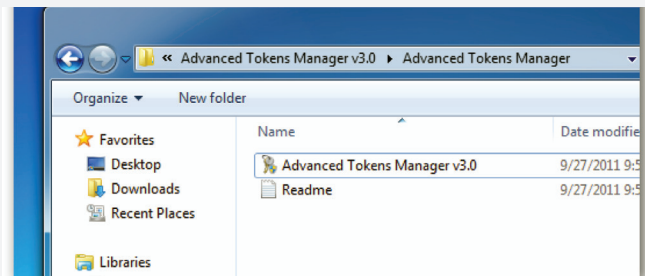 « Advanced Tokens Manager v3.0 ▸ Advanced Tokens Manager
Organize New folder
Favorites
Desktop
Downloads
Recent Places
Libraries
Name Date modifie
Advanced Tokens Manager v3.0 9/27/2011 9:5
Readme 9/27/2011 9:5